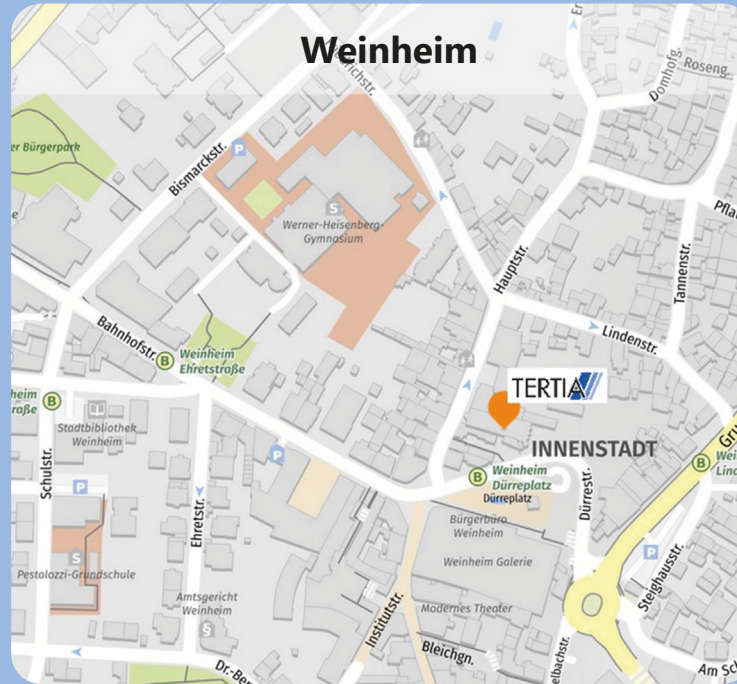 Weinheim
Domhofg.
Roseng.
er Bürgerpark
Bismarckstr.
P
S
Werner-Heisenberg-
Gymnasium
Hauptstr.
Tannenstr.
Lindenstr.
Bahnhofstr.
B
Weinheim
Ehretstraße
TERTIA
B
Stadtbibliothek
Weinheim
INNENSTADT
Schulstr.
P
P
B
Weinheim
Dürreplatz
Dürreplatz
B
Ehretstr.
Dürrestr.
Bürgerbüro
Weinheim
Weinheim Galerie
P
S
Pestalozzi-Grundschule
Amtsgericht
Weinheim
§
Modernes Theater
Institutstr.
Bleichgn.
Steighausstr.